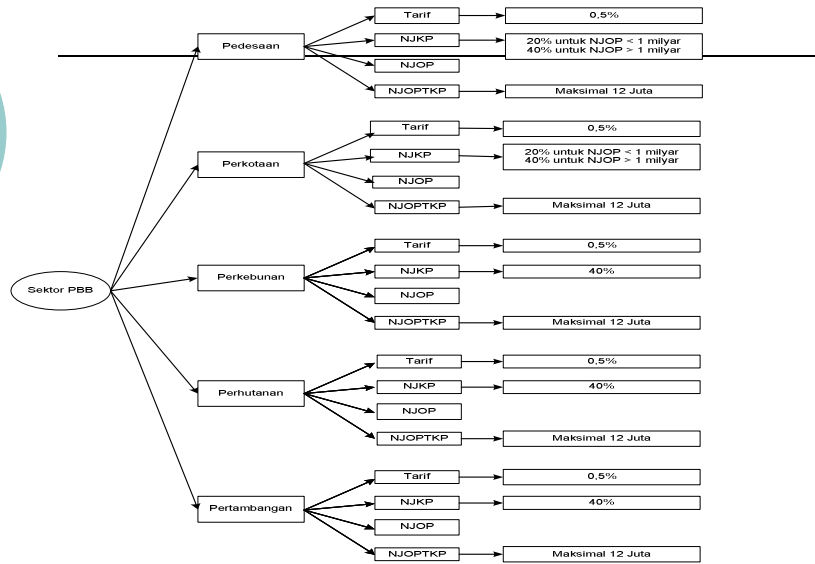 Sektor PBB
Pedesaan
Tarif
0,5%
NJKP
20% untuk NJOP < 1 milyar
40% untuk NJOP > 1 milyar
NJOP
NJOPTKP
Maksimal 12 Juta
Perkotaan
Tarif
0,5%
NJKP
20% untuk NJOP < 1 milyar
40% untuk NJOP > 1 milyar
NJOP
NJOPTKP
Maksimal 12 Juta
Perkebunan
Tarif
0,5%
NJKP
40%
NJOP
NJOPTKP
Maksimal 12 Juta
Perhutanan
Tarif
0,5%
NJKP
40%
NJOP
NJOPTKP
Maksimal 12 Juta
Pertambangan
Tarif
0,5%
NJKP
40%
NJOP
NJOPTKP
Maksimal 12 Juta